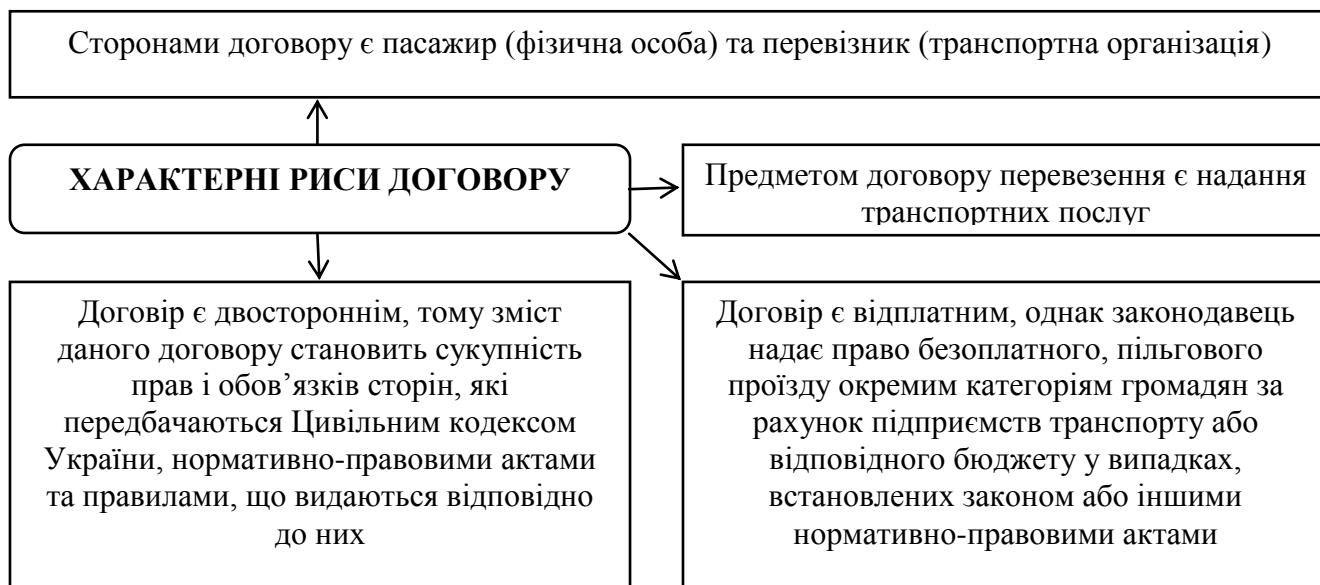 Сторонами договору є пасажир (фізична особа) та перевізник (транспортна організація)
ХАРАКТЕРНІ РИСИ ДОГОВОРУ
Предметом договору перевезення є надання
транспортних послуг
Договір є двостороннім, тому зміст
даного договору становить сукупність
прав і обов’язків сторін, які
передбачаються Цивільним кодексом
України, нормативно-правовими актами
та правилами, що видаються відповідно
до них
Договір є відплатним, однак законодавець
надає право безоплатного, пільгового
проїзду окремим категоріям громадян за
рахунок підприємств транспорту або
відповідного бюджету у випадках,
встановлених законом або іншими
нормативно-правовими актами